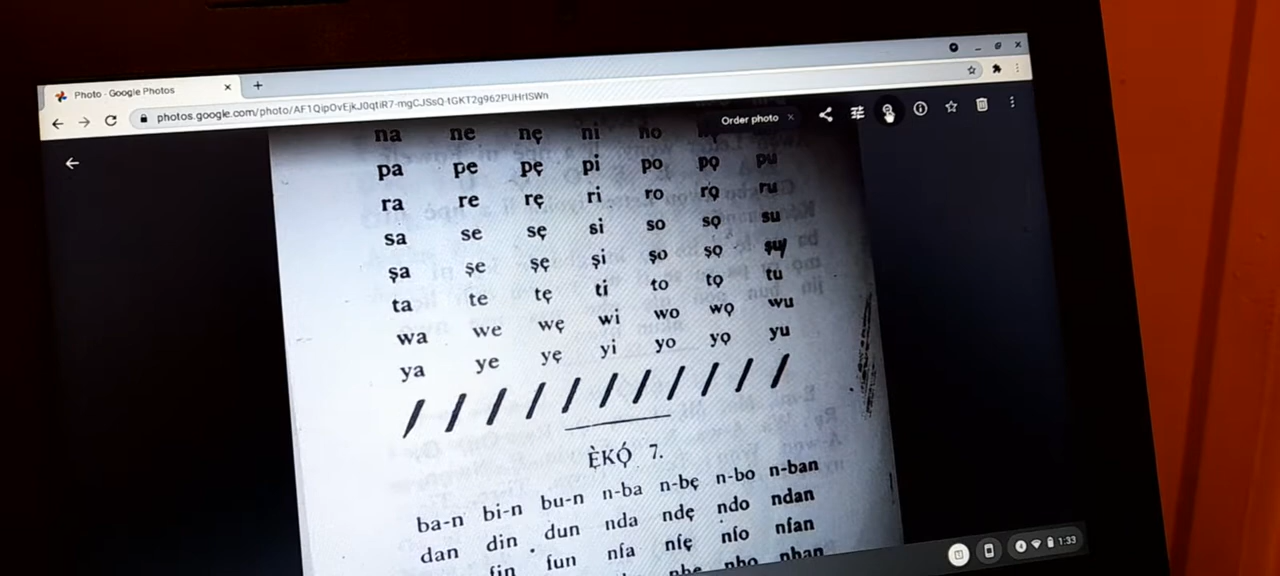 Photo - Google Photos
photos.google.com/photo/AF1QipOvEjkJ0qtiR7-mgCJSsQ-tGKT2g962PUHrISWn
Order photo
na ne nẹ ni no
pa pe pẹ pi po pọ pu
ra re rẹ ri ro rọ ru
sa se sẹ si so sọ su
ṣa ṣe ṣẹ ṣi ṣo ṣọ ṣu
ta te tẹ ti to tọ tu
wa we wẹ wi wo wọ wu
ya ye yẹ yi yo yọ yu
Ẹ̀KỌ́ 7.
ba-n bi-n bu-n n-ba n-bẹ n-bo n-ban
dan din dun nda ndẹ ndo ndan
fin fun nfa nfẹ nfo nfan
nhẹ nho nhan
1:33